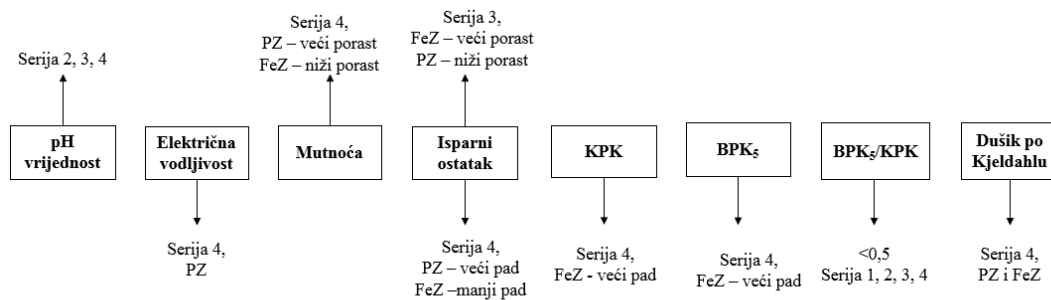 Serija 2, 3, 4
Serija 4,
PZ – veći porast
FeZ – niži porast
Serija 3,
FeZ – veći porast
PZ – niži porast
pH
vrijednost
Električna
vodljivost
Mutnoća
Isparni
ostatak
KPK
BPK₅
BPK₅/KPK
Dušik po
Kjeldahlu
Serija 4,
PZ
Serija 4,
PZ – veći pad
FeZ –manji pad
Serija 4,
FeZ - veći pad
Serija 4,
FeZ – veći pad
<0,5
Serija 1, 2, 3, 4
Serija 4,
PZ i FeZ